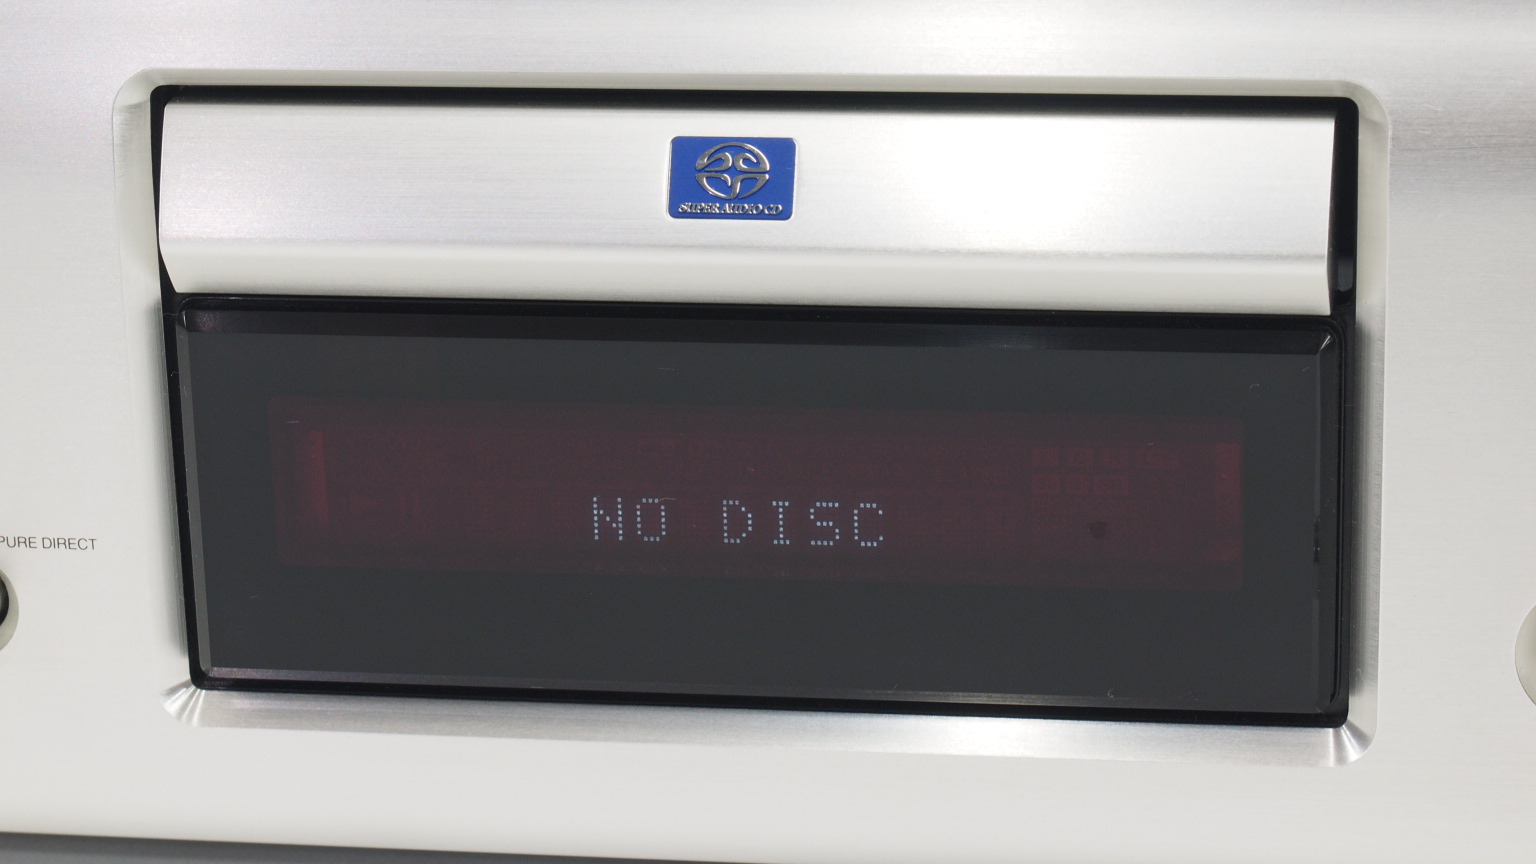 SUPER AUDIO CD
NO DISC
PURE DIRECT